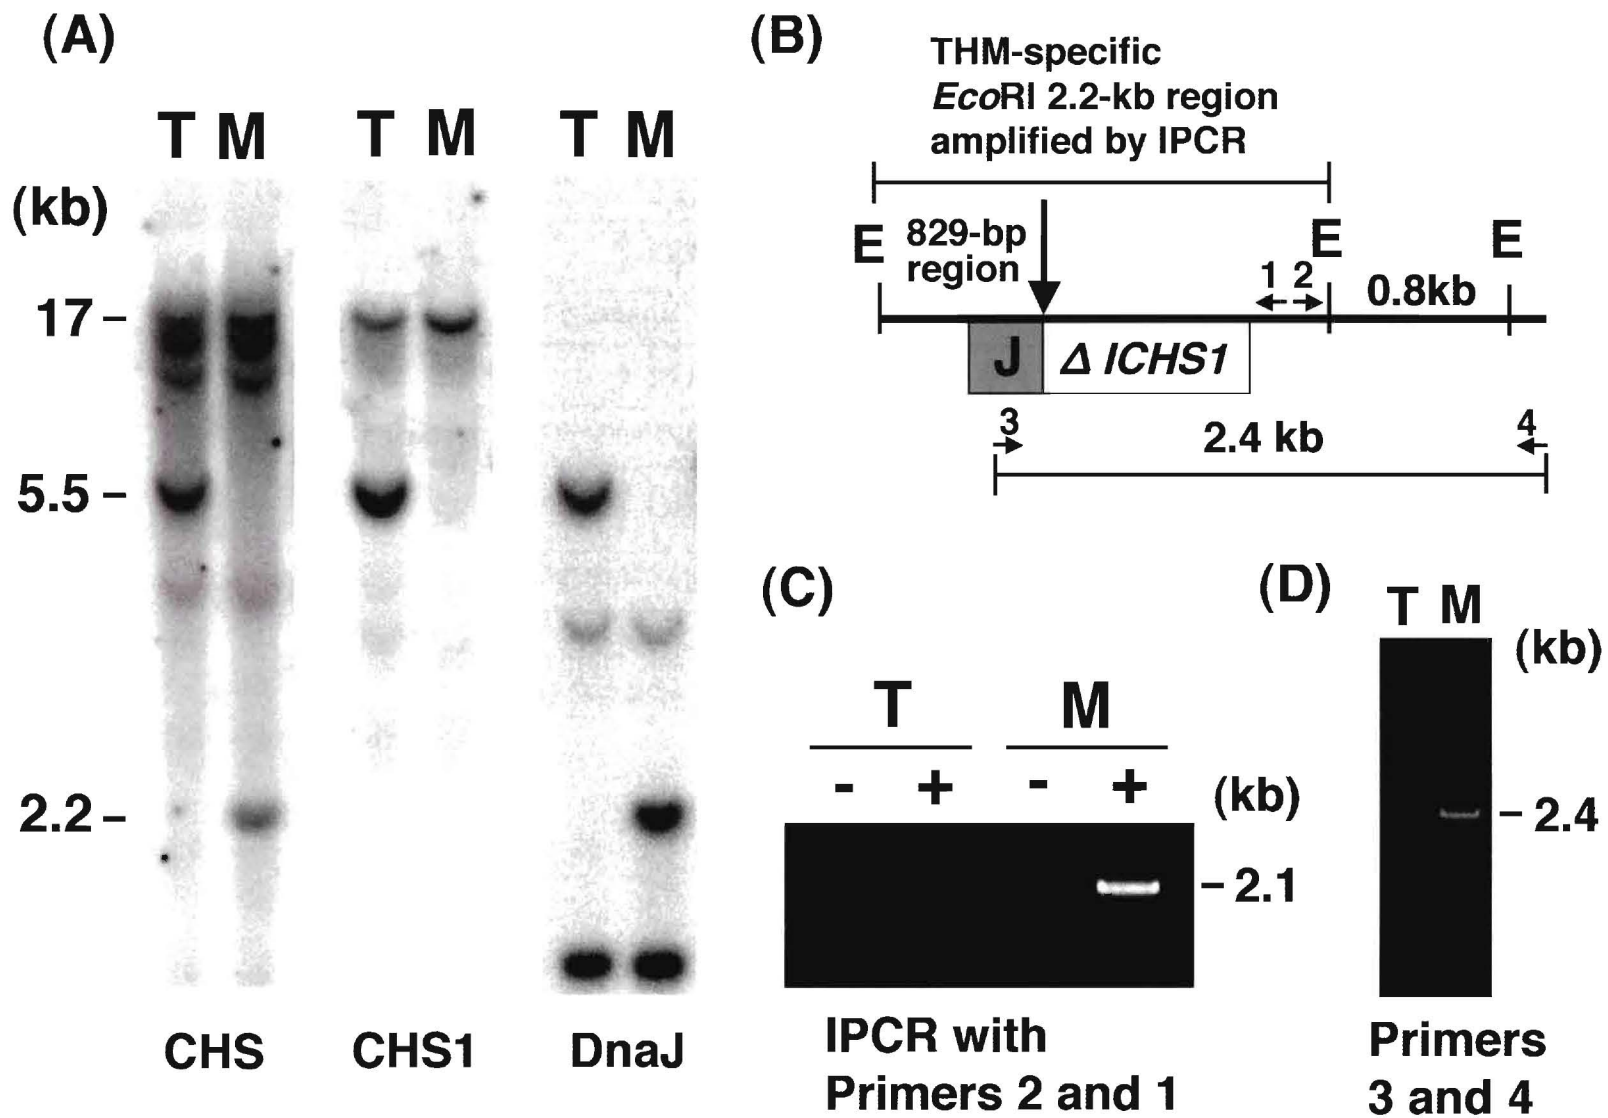 (A)
T M
T M
T M
(kb)
17
5.5
2.2
CHS
CHS1
DnaJ
(B)
THM-specific
EcoRI 2.2-kb region
amplified by IPCR
E
829-bp
region
E
E
1 2
0.8kb
J
Δ ICHS1
3
4
2.4 kb
(C)
T
M
- +
- +
(kb)
2.1
IPCR with
Primers 2 and 1
(D)
T M
(kb)
2.4
Primers
3 and 4